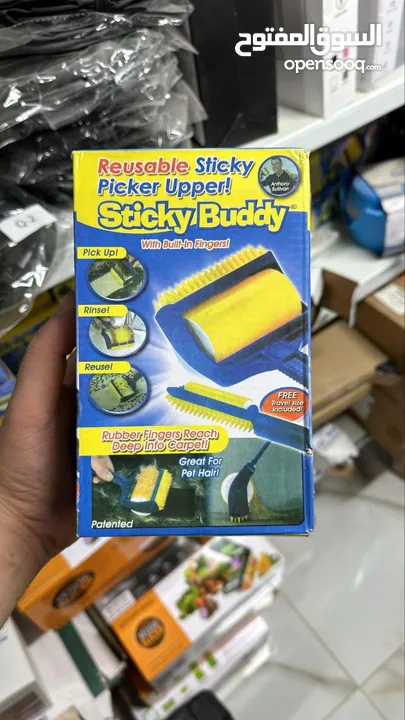 السوق المفتوح
opensooq.com
Reusable Sticky
Picker Upper!
Anthony
Sullivan
Sticky Buddy
With Built-in Fingers!
Pick Up!
Rinse!
Reuse!
FREE
Travel size
Included!
Rubber Fingers Reach
Deep Into Carpet!
Great For
Pet Hair!
Patented